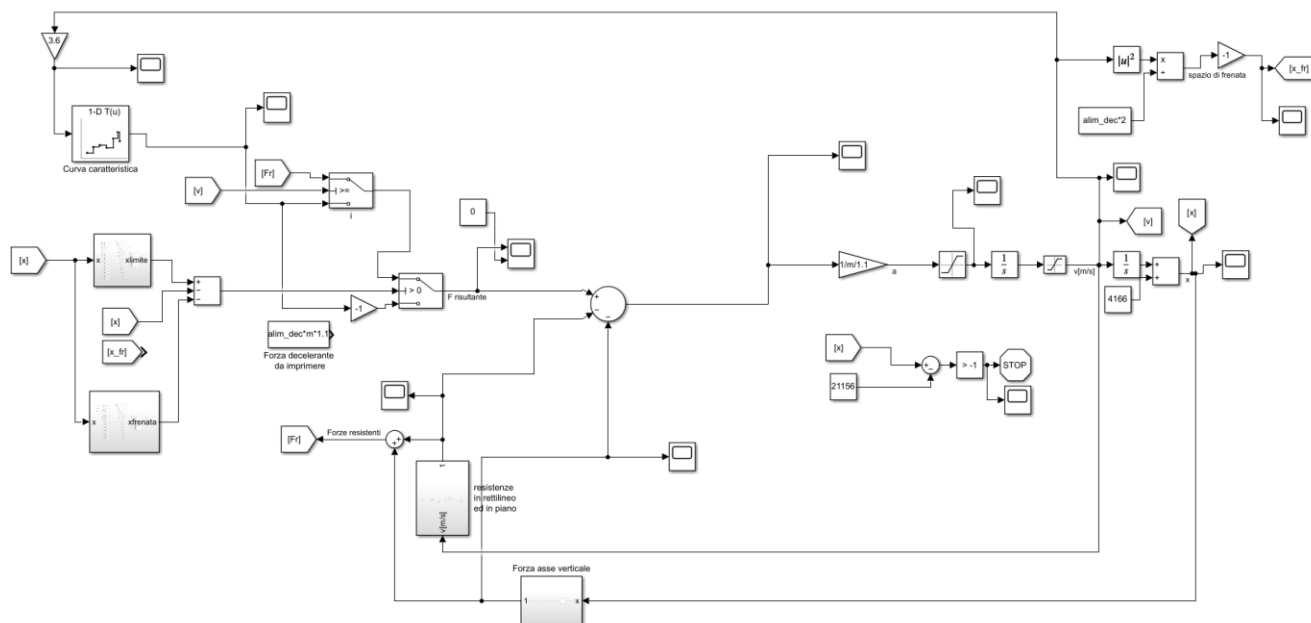 3.6
|u|²
x
÷
-1
[x_fr]
spazio di frenata
alim_dec*2
1-D T(u)
Curva caratteristica
[Fr]
[v]
>=
i
0
[x]
x
xlimite
+
−
−
> 0
F risultante
-1
[x]
[x_fr]
alim_dec*m*1.1
Forza decelerante
da imprimere
x
xfrenata
+
−
−
1/m/1.1
a
1
s
v[m/s]
1
s
+
+
x
[v]
[x]
4166
[x]
+
−
> -1
STOP
21156
[Fr]
Forze resistenti
+
+
1
v[m/s]
resistenze
in rettilineo
ed in piano
Forza asse verticale
1
x